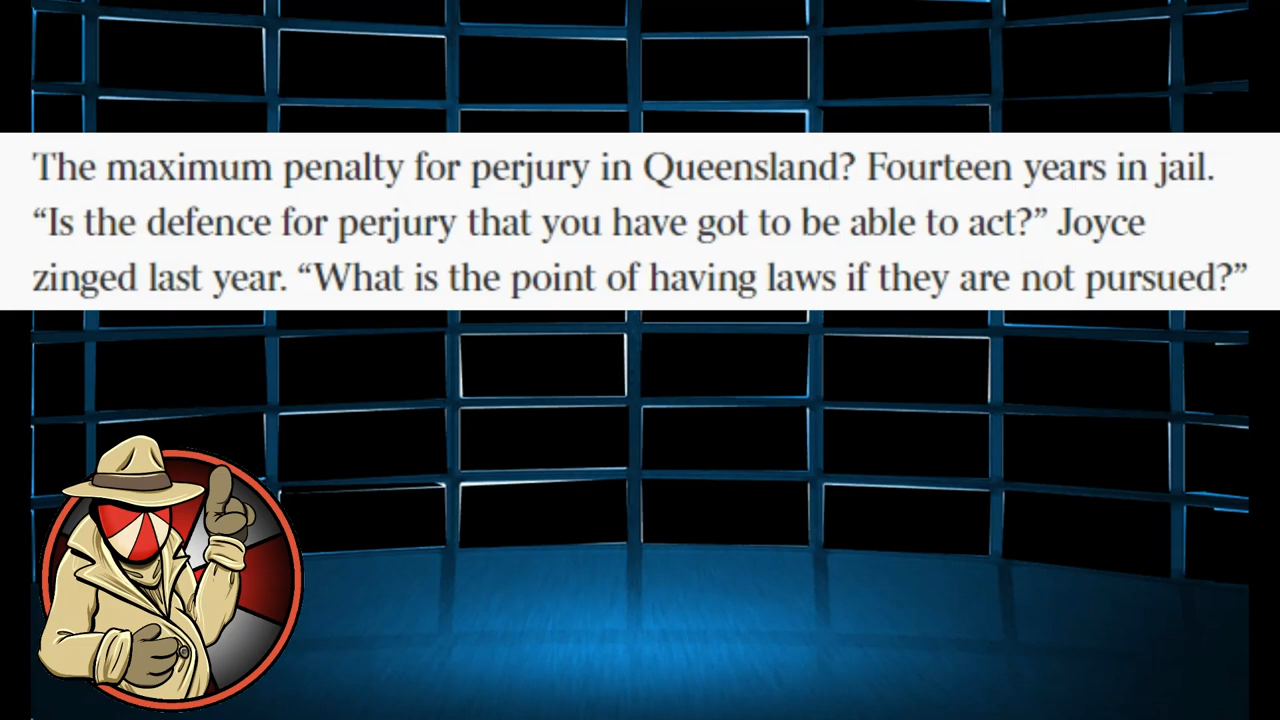 The maximum penalty for perjury in Queensland? Fourteen years in jail.
“Is the defence for perjury that you have got to be able to act?” Joyce
zinged last year. “What is the point of having laws if they are not pursued?”